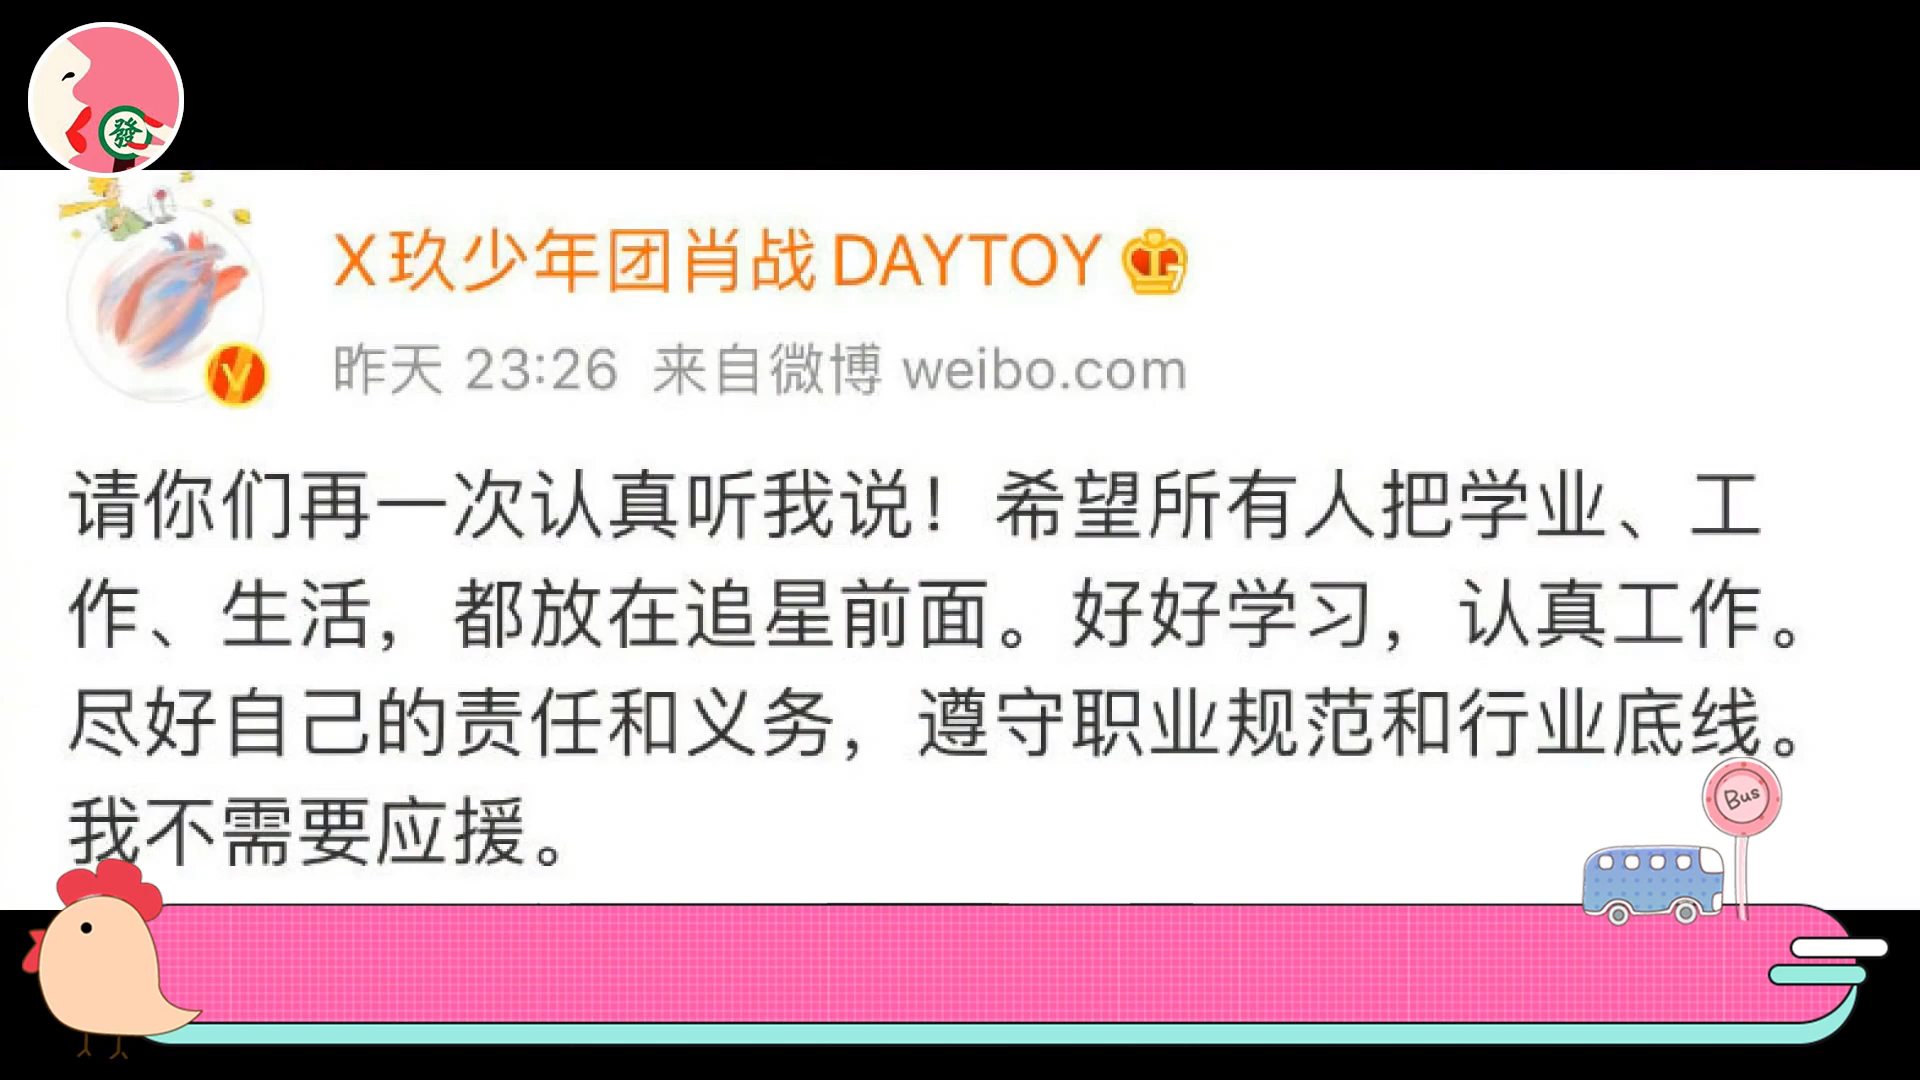 發
X玖少年团肖战DAYTOY
昨天 23:26 来自微博 weibo.com
请你们再一次认真听我说！希望所有人把学业、工
作、生活，都放在追星前面。好好学习，认真工作。
尽好自己的责任和义务，遵守职业规范和行业底线。
我不需要应援。
Bus